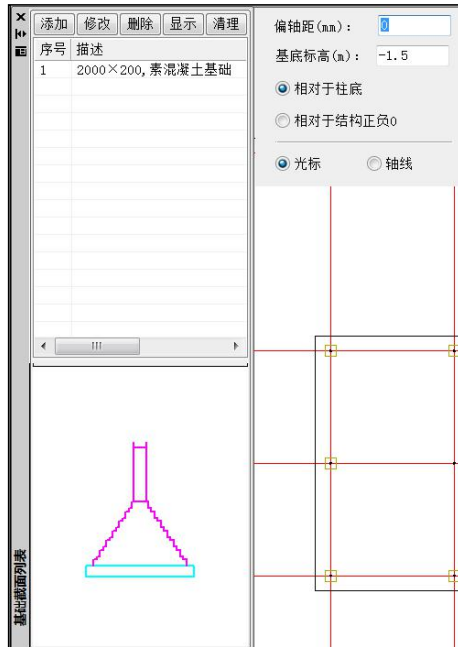 添加 修改 删除 显示 清理
序号 描述
1 2000×200,素混凝土基础
偏轴距(mm): 0
基底标高(m): -1.5
相对于柱底
相对于结构正负0
光标 轴线
基础截面列表